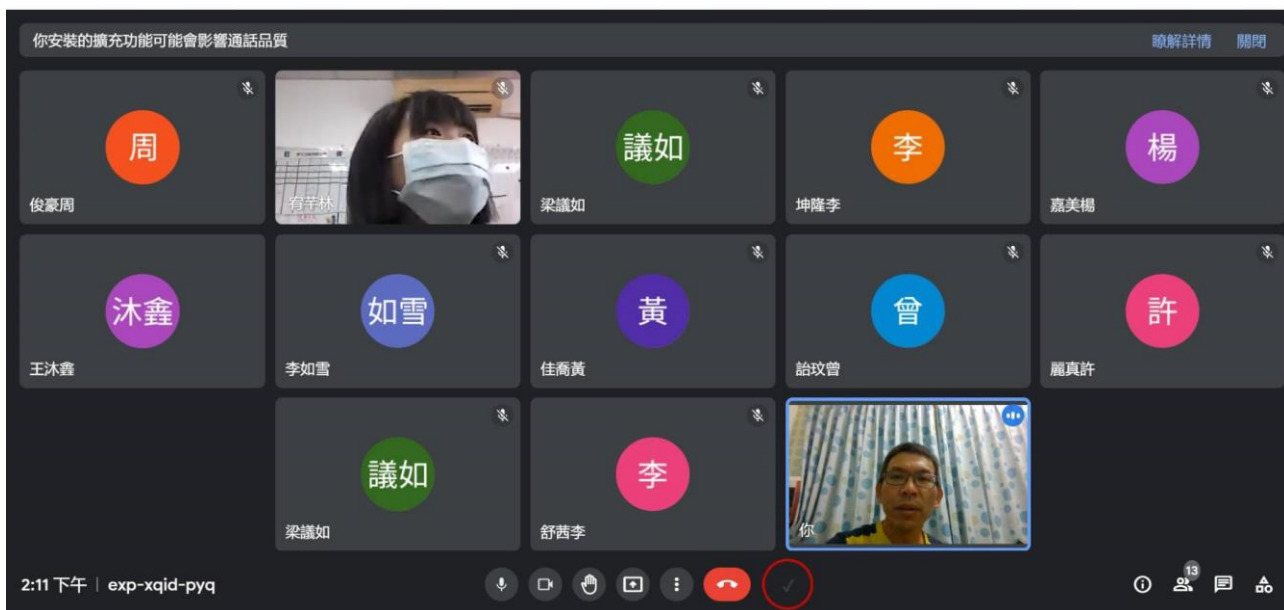 你安裝的擴充功能可能會影響通話品質 瞭解詳情 關閉
周 議如 李 楊
俊豪周 宥芊林 梁議如 坤隆李 嘉美楊
沐鑫 如雪 黃 曾 許
王沐鑫 李如雪 佳喬黃 詒玟曾 麗真許
議如 李
梁議如 舒茜李 你
2:11 下午 | exp-xqid-pyq 13